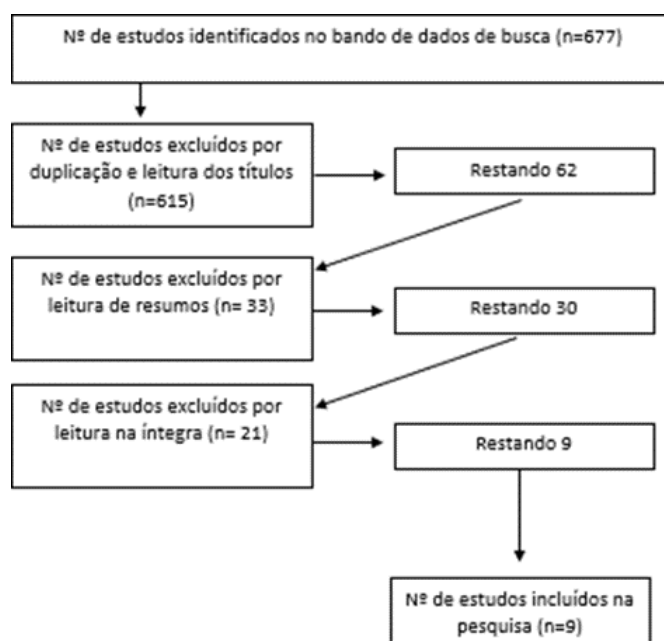 Nº de estudos identificados no bando de dados de busca (n=677)
Nº de estudos excluídos por
duplicação e leitura dos títulos
(n=615)
Restando 62
Nº de estudos excluídos por
leitura de resumos (n= 33)
Restando 30
Nº de estudos excluídos por
leitura na íntegra (n= 21)
Restando 9
Nº de estudos incluídos na
pesquisa (n=9)